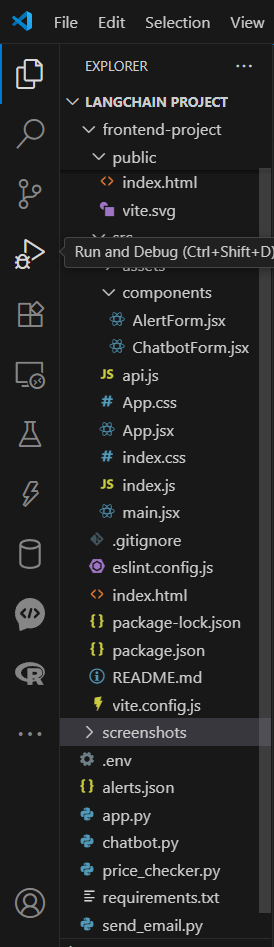 File Edit Selection View
EXPLORER
LANGCHAIN PROJECT
frontend-project
public
index.html
vite.svg
src
Run and Debug (Ctrl+Shift+D)
assets
components
AlertForm.jsx
ChatbotForm.jsx
JS api.js
# App.css
App.jsx
# index.css
JS index.js
main.jsx
.gitignore
eslint.config.js
index.html
{} package-lock.json
{} package.json
README.md
vite.config.js
screenshots
.env
{} alerts.json
app.py
chatbot.py
price_checker.py
requirements.txt
send_email.py